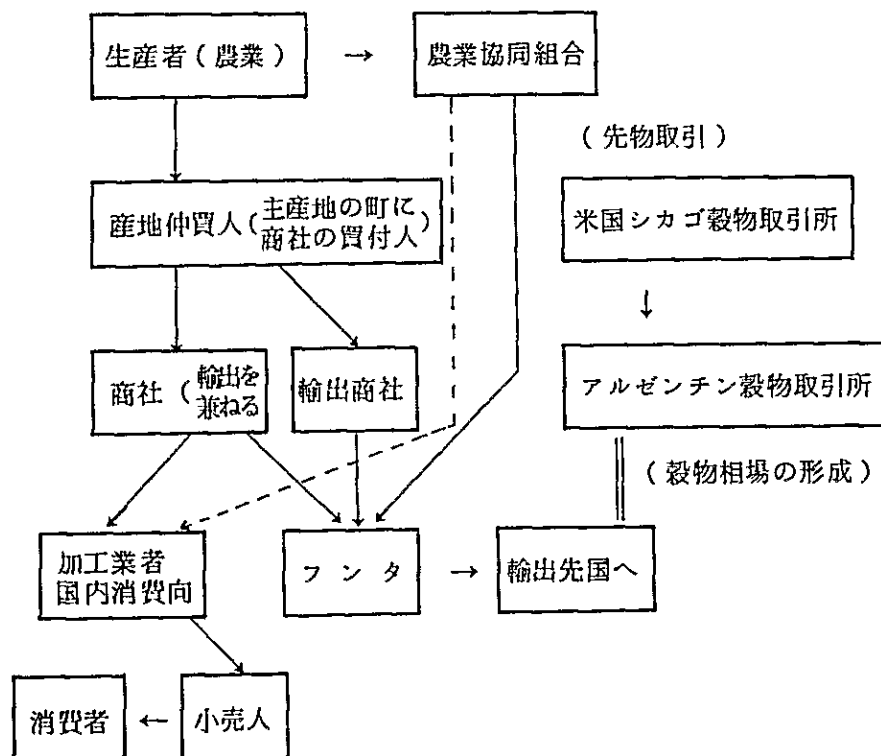 生産者(農業) → 農業協同組合
(先物取引)
産地仲買人(主産地の町に
商社の買付人)
米国シカゴ穀物取引所
↓
商社(輸出を
兼ねる
輸出商社
アルゼンチン穀物取引所
(穀物相場の形成)
加工業者
国内消費向
フンタ → 輸出先国へ
消費者 ← 小売人